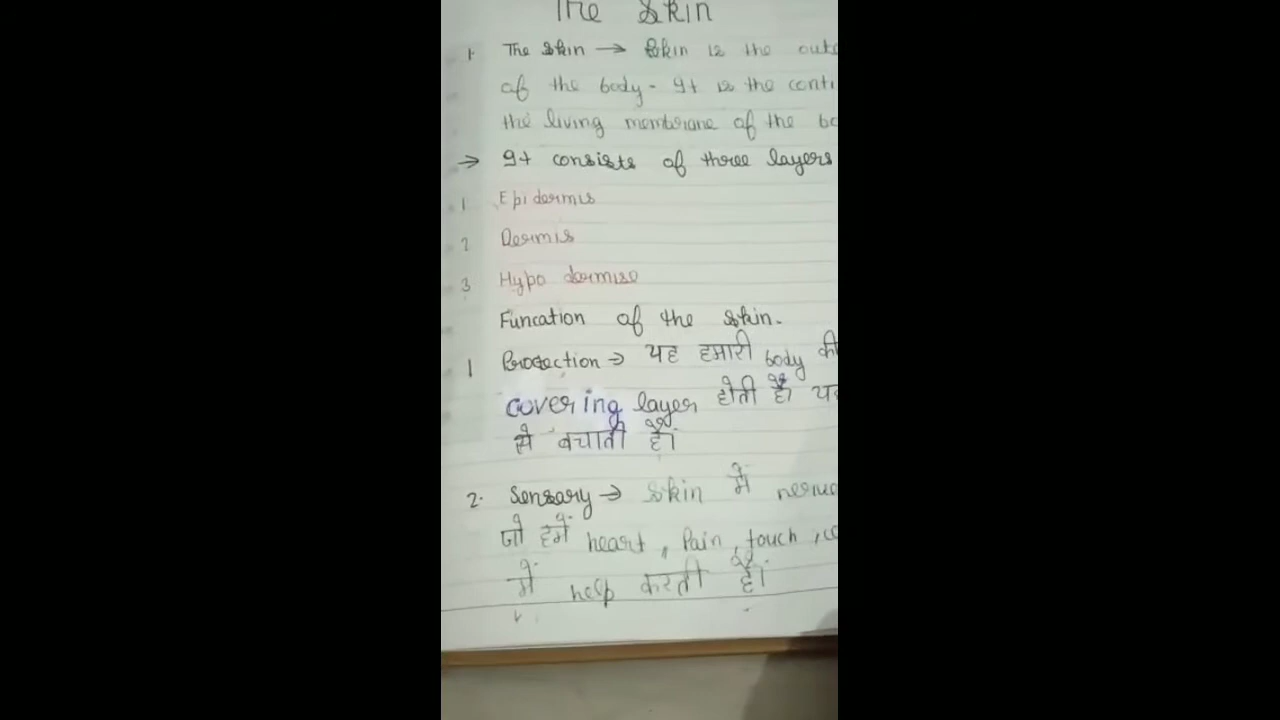 The Skin
1. The skin → Skin is the
of the body. It is the
the living membrane of the
→ It consists of three layers
1 Epidermis
2 Dermis
3 Hypo dermise
Funcation of the skin.
1 Protection → यह हमारी body की
covering layer होती है।
से बचाती है।
2. Sensary → Skin में
जो हमें heart, Pain, touch,
में help करती है।